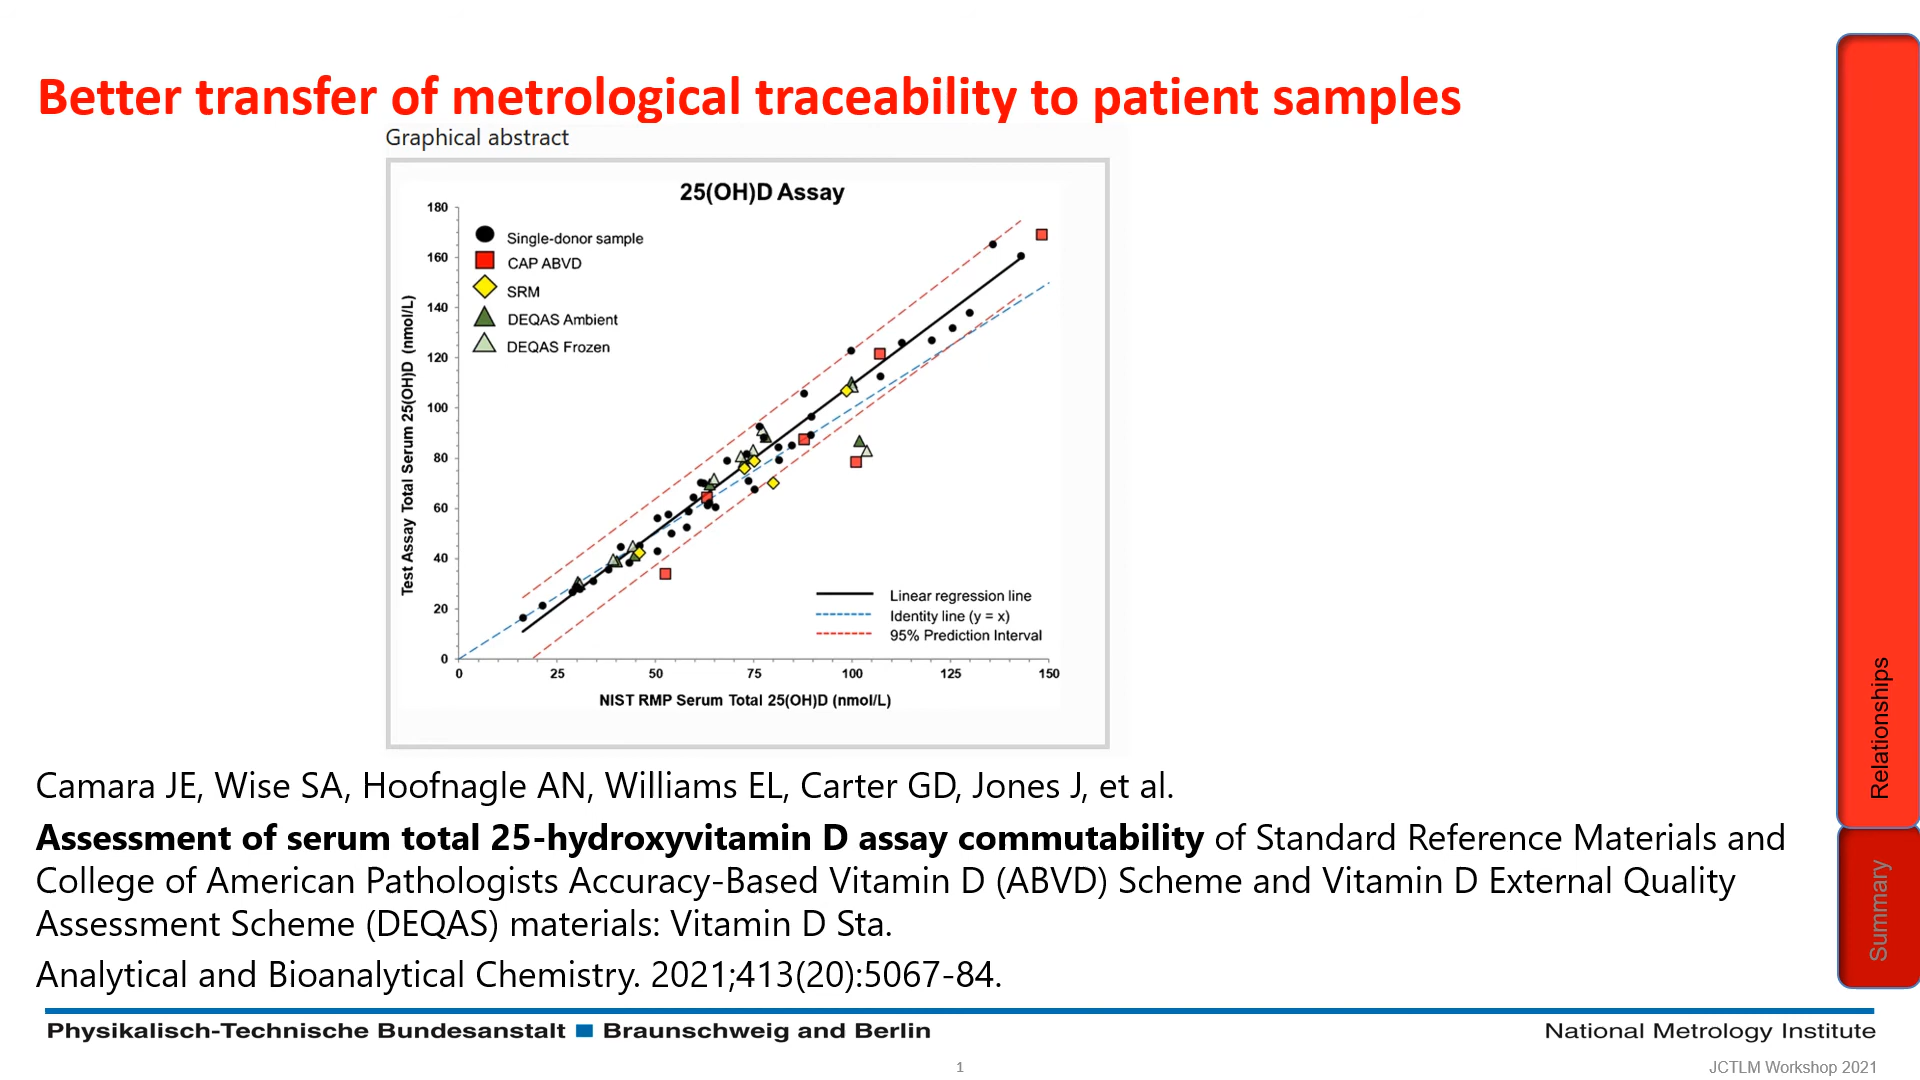 Better transfer of metrological traceability to patient samples
Graphical abstract
25(OH)D Assay
180
160
140
120
100
80
60
40
20
0
Test Assay Total Serum 25(OH)D (nmol/L)
Single-donor sample
CAP ABVD
SRM
DEQAS Ambient
DEQAS Frozen
Linear regression line
Identity line (y = x)
95% Prediction Interval
0 25 50 75 100 125 150
NIST RMP Serum Total 25(OH)D (nmol/L)
Camara JE, Wise SA, Hoofnagle AN, Williams EL, Carter GD, Jones J, et al.
Assessment of serum total 25-hydroxyvitamin D assay commutability of Standard Reference Materials and
College of American Pathologists Accuracy-Based Vitamin D (ABVD) Scheme and Vitamin D External Quality
Assessment Scheme (DEQAS) materials: Vitamin D Sta.
Analytical and Bioanalytical Chemistry. 2021;413(20):5067-84.
Relationships
Summary
Physikalisch-Technische Bundesanstalt ■ Braunschweig and Berlin
National Metrology Institute
1
JCTLM Workshop 2021